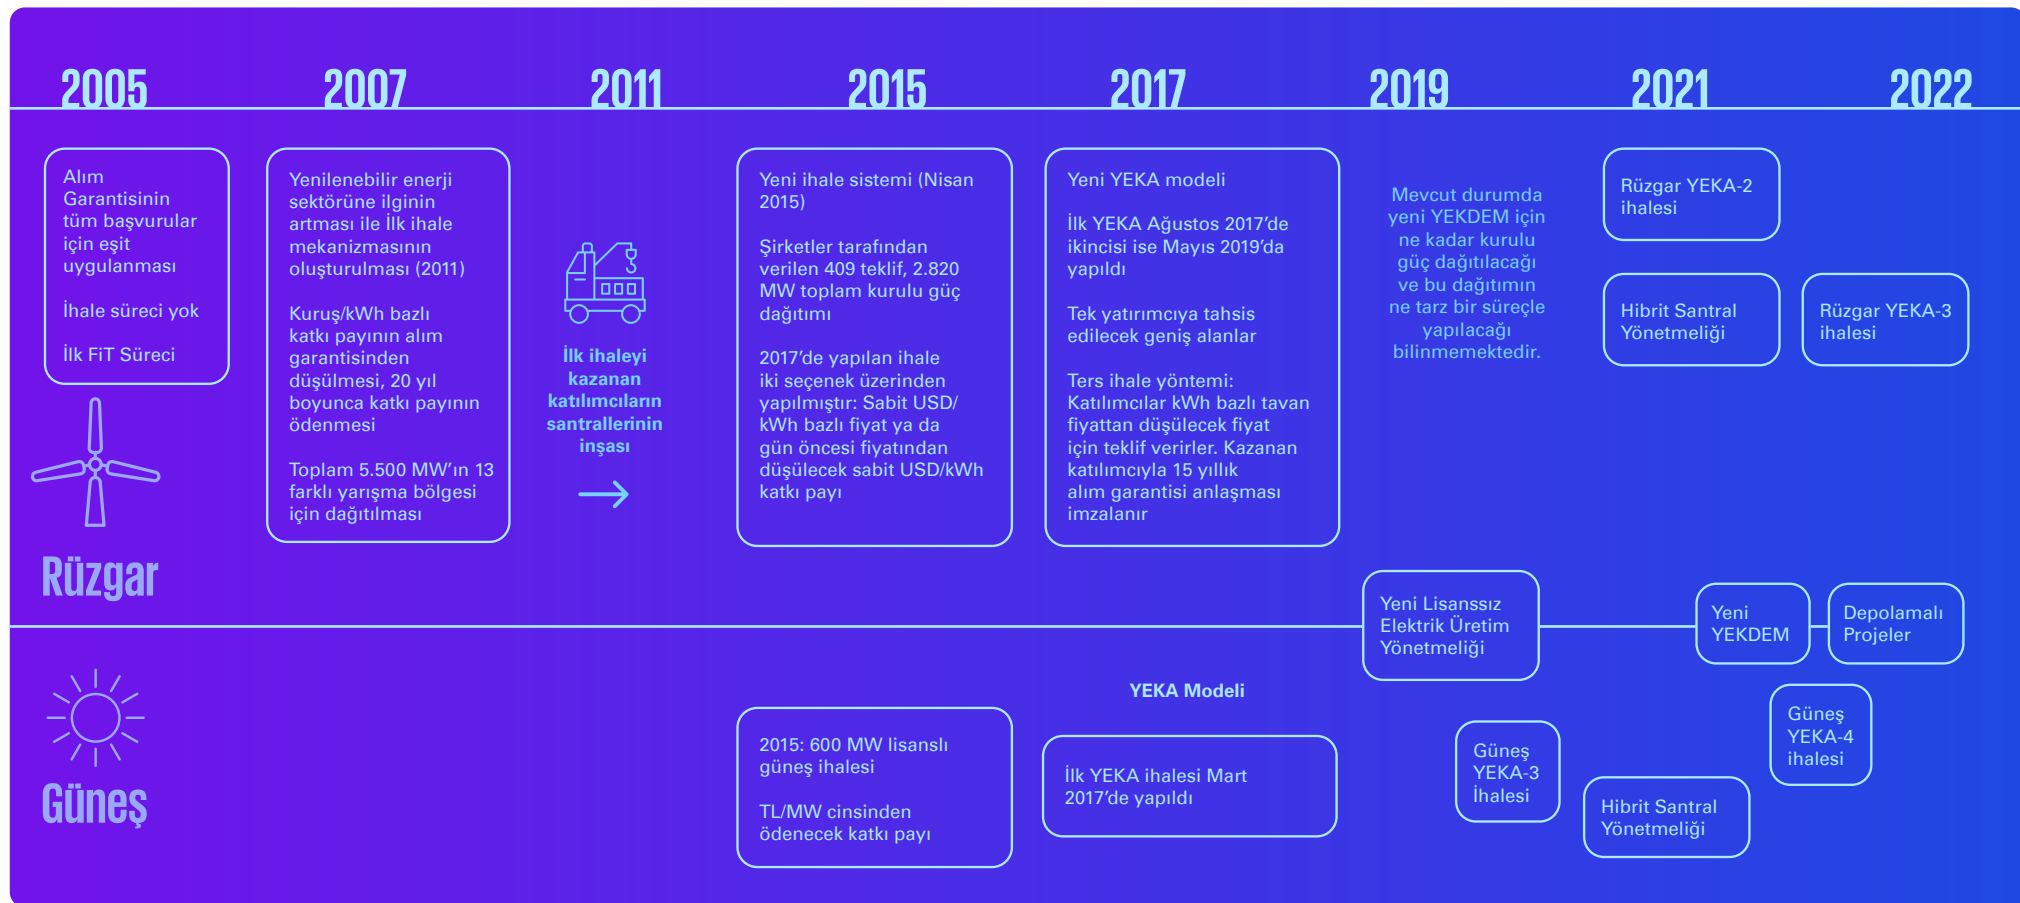 2005
2007
2011
2015
2017
2019
2021
2022
Alım
Garantisinin
tüm başvurular
için eşit
uygulanması
İhale süreci yok
İlk FiT Süreci
Yenilenebilir enerji
sektörüne ilginin
artması ile İlk ihale
mekanizmasının
oluşturulması (2011)
Kuruş/kWh bazlı
katkı payının alım
garantisinden
düşülmesi, 20 yıl
boyunca katkı payının
ödenmesi
Toplam 5.500 MW’ın 13
farklı yarışma bölgesi
için dağıtılması
İlk ihaleyi
kazanan
katılımcıların
santrallerinin
inşası
Yeni ihale sistemi (Nisan
2015)
Şirketler tarafından
verilen 409 teklif, 2.820
MW toplam kurulu güç
dağıtımı
2017’de yapılan ihale
iki seçenek üzerinden
yapılmıştır: Sabit USD/
kWh bazlı fiyat ya da
gün öncesi fiyatından
düşülecek sabit USD/kWh
katkı payı
Yeni YEKA modeli
İlk YEKA Ağustos 2017’de
ikincisi ise Mayıs 2019’da
yapıldı
Tek yatırımcıya tahsis
edilecek geniş alanlar
Ters ihale yöntemi:
Katılımcılar kWh bazlı tavan
fiyattan düşülecek fiyat
için teklif verirler. Kazanan
katılımcıyla 15 yıllık
alım garantisi anlaşması
imzalanır
Mevcut durumda
yeni YEKDEM için
ne kadar kurulu
güç dağıtılacağı
ve bu dağıtımın
ne tarz bir süreçle
yapılacağı
bilinmemektedir.
Rüzgar YEKA-2
ihalesi
Hibrit Santral
Yönetmeliği
Rüzgar YEKA-3
ihalesi
Rüzgar
Yeni Lisanssız
Elektrik Üretim
Yönetmeliği
Yeni
YEKDEM
Depolamalı
Projeler
Güneş
2015: 600 MW lisanslı
güneş ihalesi
TL/MW cinsinden
ödenecek katkı payı
YEKA Modeli
İlk YEKA ihalesi Mart
2017’de yapıldı
Güneş
YEKA-3
İhalesi
Hibrit Santral
Yönetmeliği
Güneş
YEKA-4
ihalesi